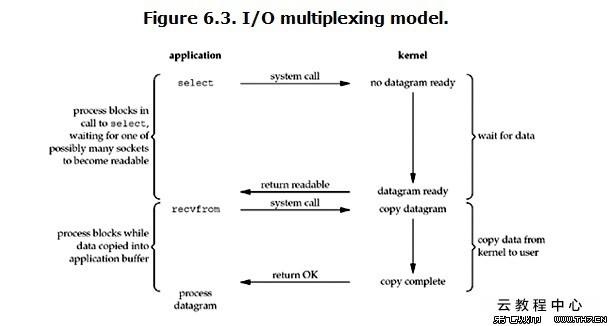 Figure 6.3. I/O multiplexing model.
application
kernel
select
system call
no datagram ready
process blocks in
call to select,
waiting for one of
possibly many sockets
to become readable
wait for data
return readable
datagram ready
recvfrom
system call
copy datagram
process blocks while
data copied into
application buffer
copy data from
kernel to user
return OK
copy complete
process
datagram
云教程中心
WWW.TH7.CN